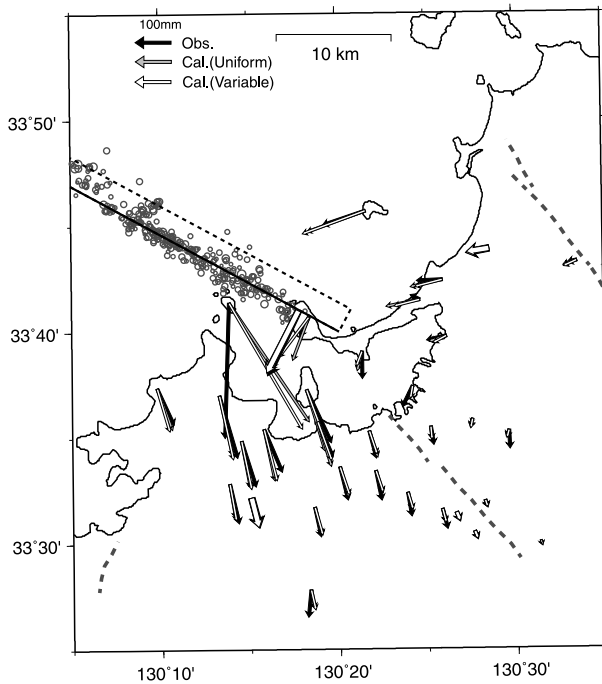 100mm
Obs.
Cal.(Uniform)
Cal.(Variable)
10 km
33˚50'
33˚40'
33˚30'
130˚10' 130˚20' 130˚30'